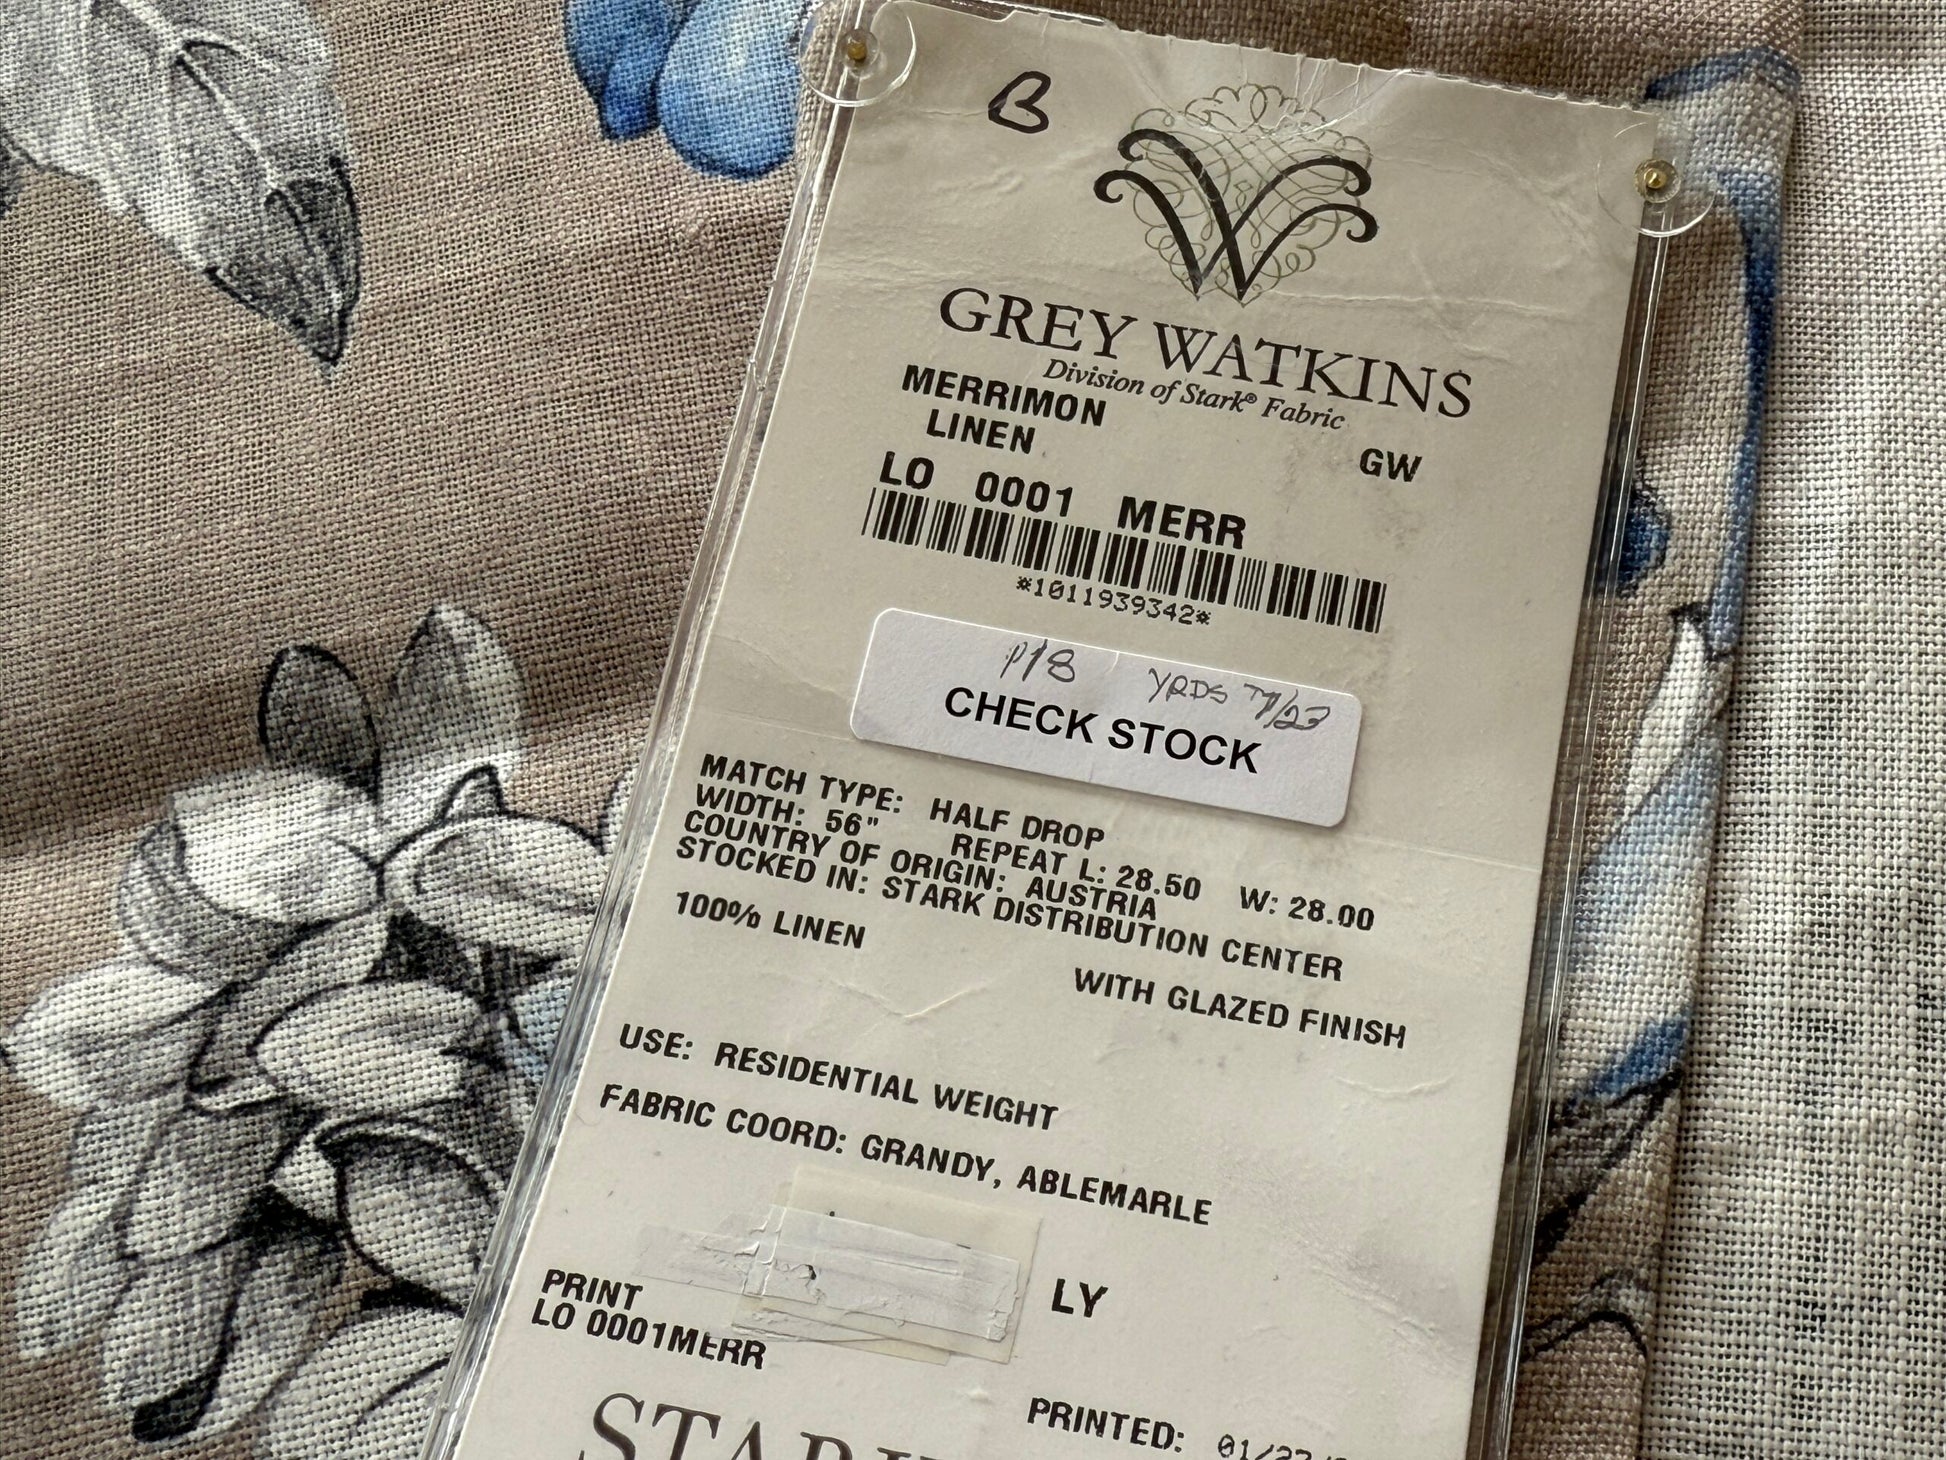 B
GREY WATKINS
Division of Stark® Fabric
MERRIMON
LINEN GW
LO 0001 MERR
*1011939342*
P18 YRDS
CHECK STOCK
MATCH TYPE: HALF DROP
WIDTH: 56" REPEAT L: 28.50 W: 28.00
COUNTRY OF ORIGIN: AUSTRIA
STOCKED IN: STARK DISTRIBUTION CENTER
100% LINEN
WITH GLAZED FINISH
USE: RESIDENTIAL WEIGHT
FABRIC COORD: GRANDY, ABLEMARLE
LY
PRINT
LO 0001MERR
PRINTED:
STARK